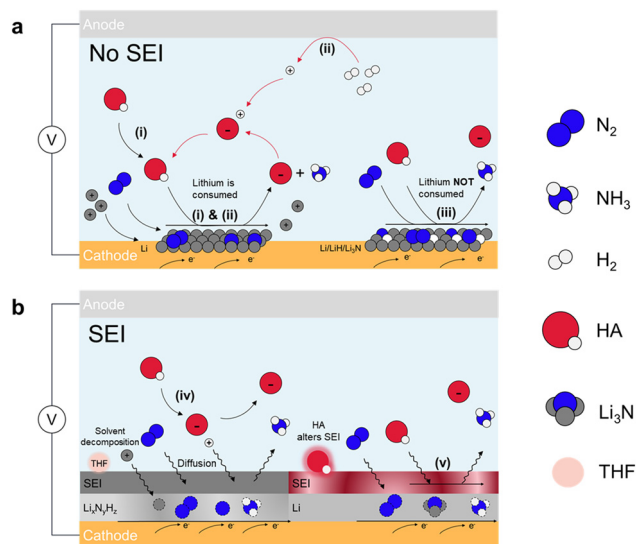 a
Anode
No SEI
(ii)
(i)
V
Lithium is
consumed
(i) & (ii)
+
Lithium NOT
consumed
(iii)
Li
Li/LiH/Li₃N
Cathode
e⁻
e⁻
e⁻
e⁻
b
Anode
SEI
(iv)
V
Solvent
decomposition
THF
Diffusion
HA
alters SEI
(v)
SEI
SEI
LiₓNᵧH_z
Li
Cathode
e⁻
e⁻
e⁻
e⁻
N₂
NH₃
H₂
HA
Li₃N
THF